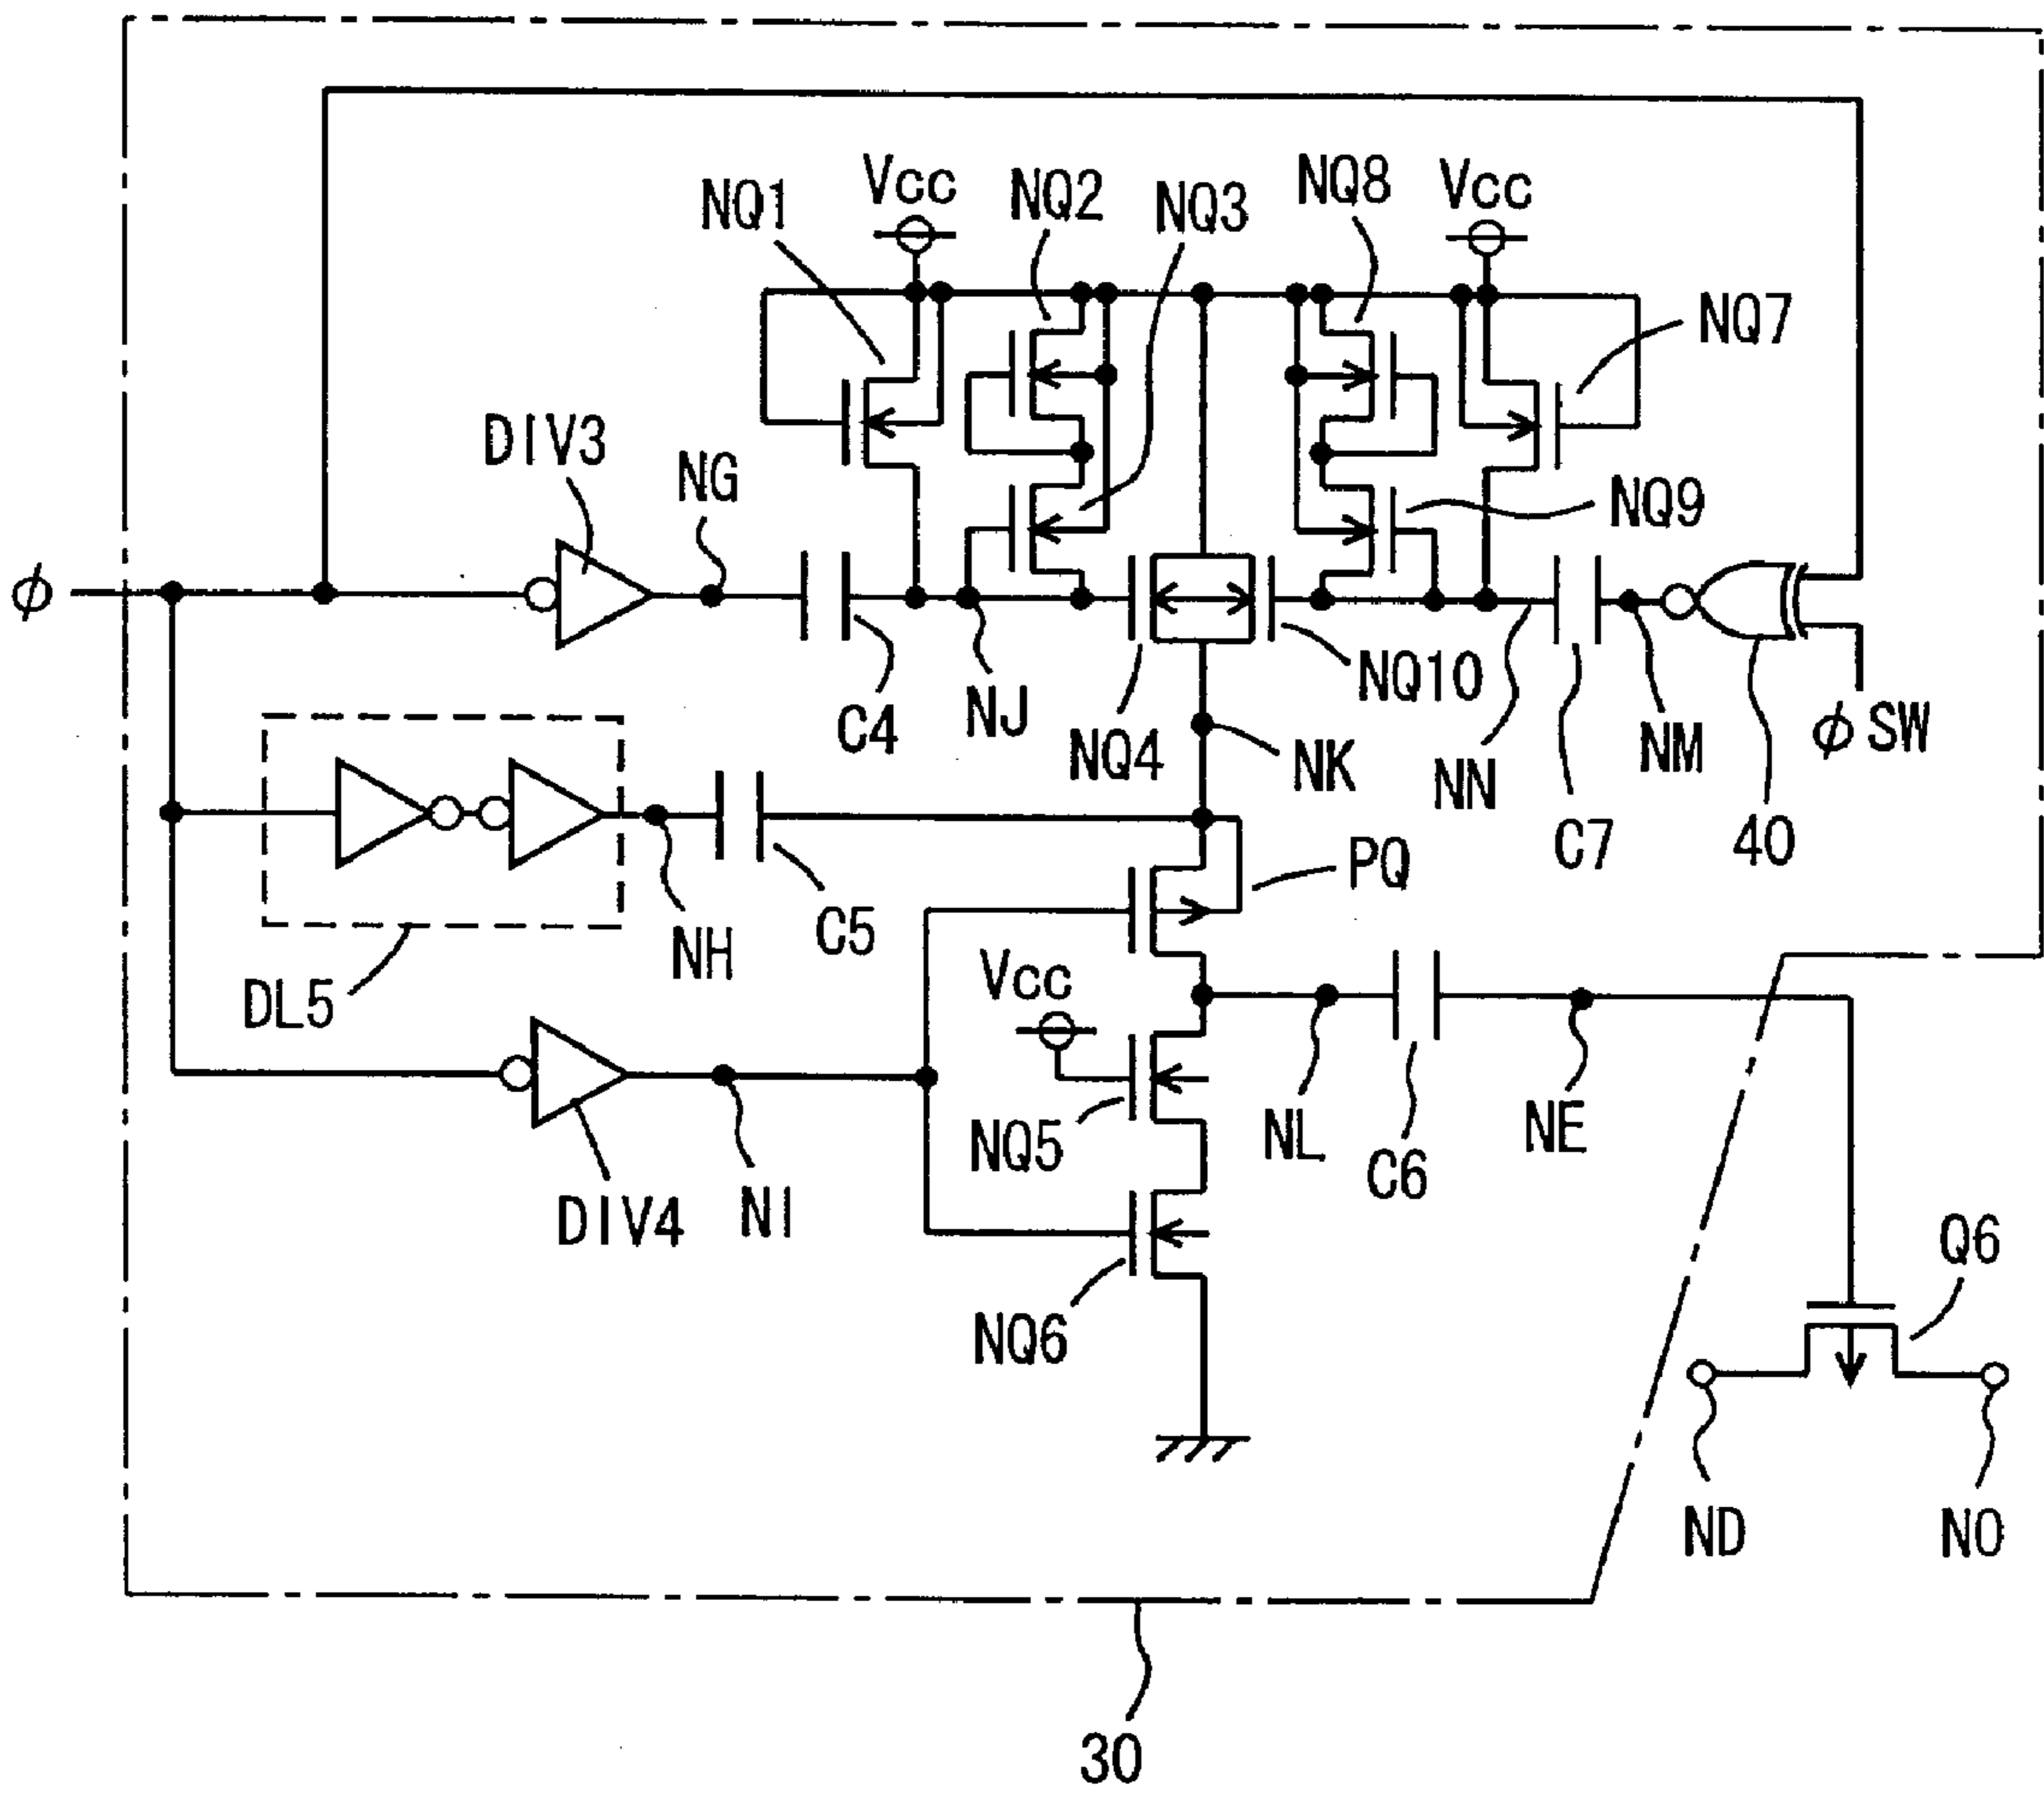 Vcc
NQ2
NQ8
Vcc
NQ1
NQ3
NQ7
DIV3
NG
NQ9
ϕ
C4
NJ
NQ4
NK
NQ10
NN
NM
ϕ SW
C7
40
PQ
NH
C5
Vcc
DL5
NQ5
NL
C6
NE
DIV4
NI
Q6
NQ6
ND
NO
30